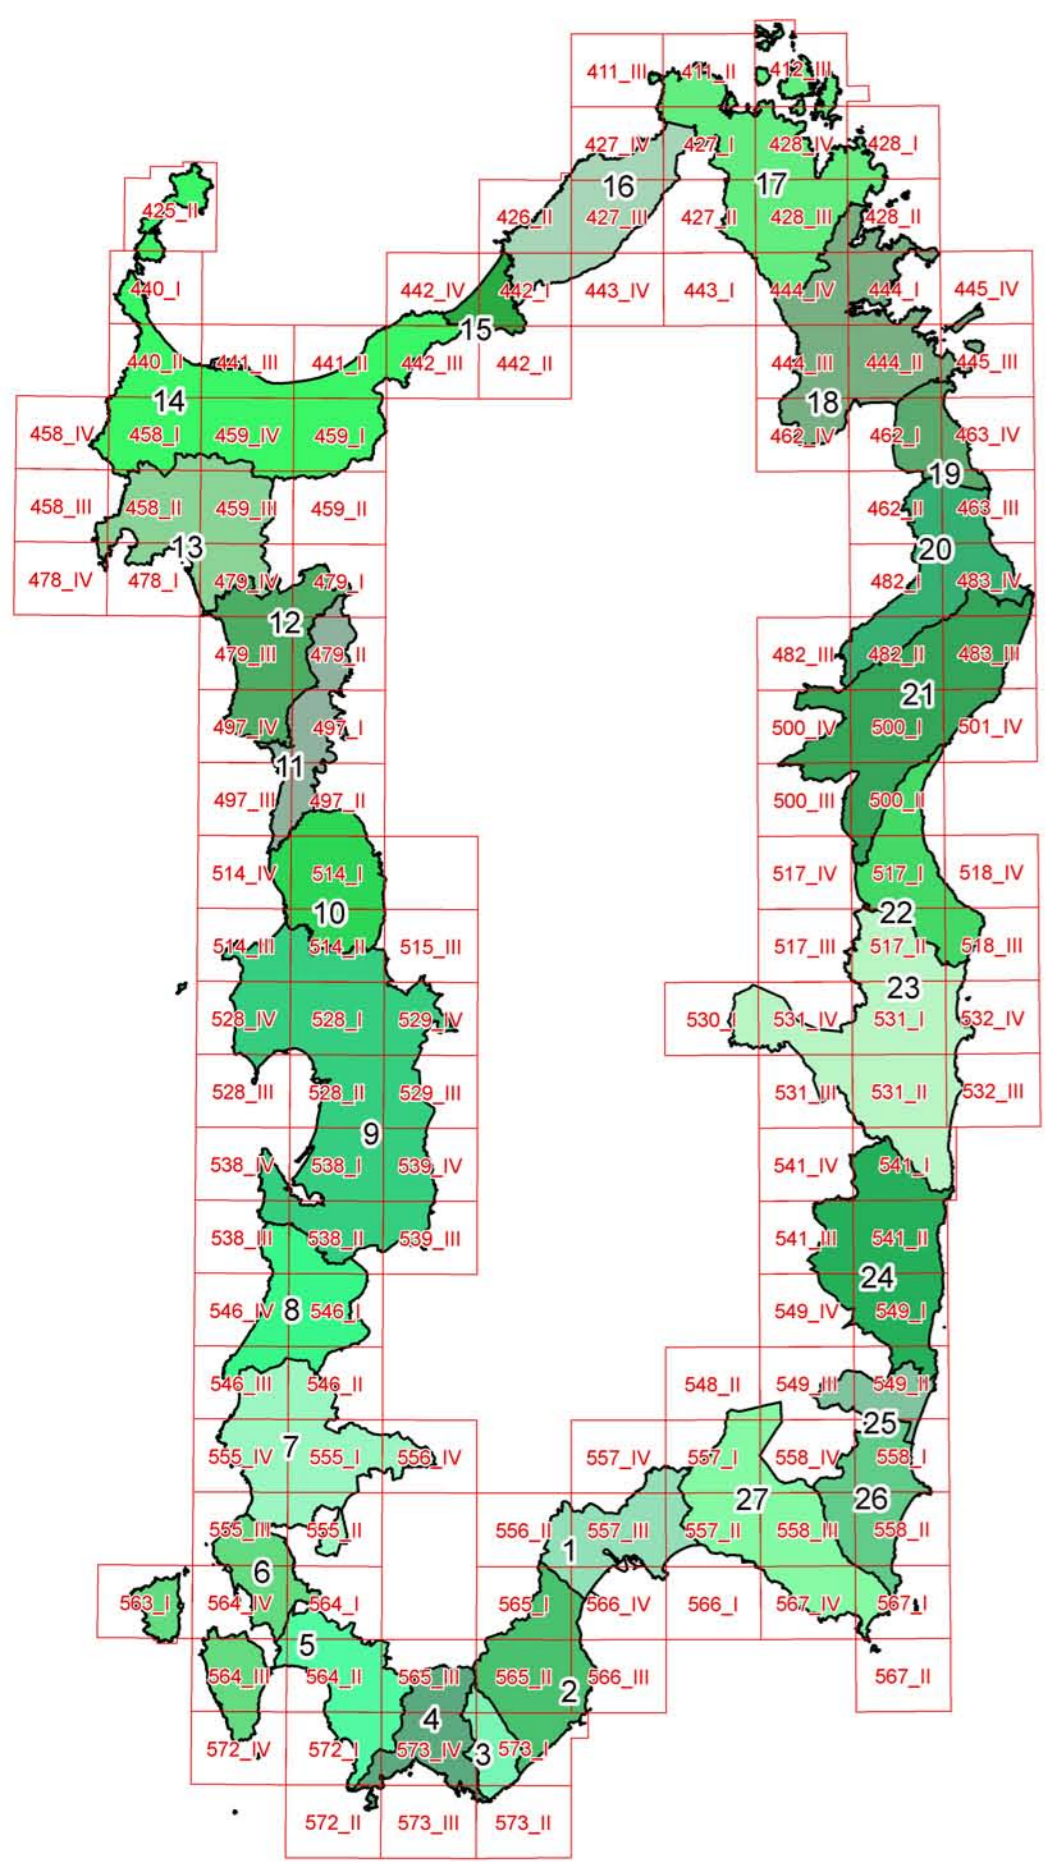 411_III 411_II 412_III
427_IV 427_I 428_IV 428_I
16 17
425_II 426_II 427_III 427_II 428_III 428_II
440_I 442_IV 442_I 443_IV 443_I 444_IV 444_I 445_IV
15
440_II 441_III 441_II 442_III 442_II 444_III 444_II 445_III
14 18
458_IV 458_I 459_IV 459_I 462_IV 462_I 463_IV
19
458_III 458_II 459_III 459_II 462_II 463_III
13 20
478_IV 478_I 479_IV 479_I 482_I 483_IV
12
479_III 479_II 482_III 482_II 483_III
21
497_IV 497_I 500_IV 500_I 501_IV
11
497_III 497_II 500_III 500_II
514_IV 514_I 517_IV 517_I 518_IV
10 22
514_III 514_II 515_III 517_III 517_II 518_III
23
528_IV 528_I 529_IV 530_I 531_IV 531_I 532_IV
528_III 528_II 529_III 531_III 531_II 532_III
9
538_IV 538_I 539_IV 541_IV 541_I
538_III 538_II 539_III 541_III 541_II
24
546_IV 8 546_I 549_IV 549_I
546_III 546_II 548_II 549_III 549_II
25
7
555_IV 555_I 556_IV 557_IV 557_I 558_IV 558_I
27 26
555_III 555_II 556_II 557_III 557_II 558_III 558_II
1
6
563_I 564_IV 564_I 565_I 566_IV 566_I 567_IV 567_I
5
564_III 564_II 565_III 565_II 566_III 567_II
2
4
572_IV 572_I 573_IV 3 573_I
572_II 573_III 573_II